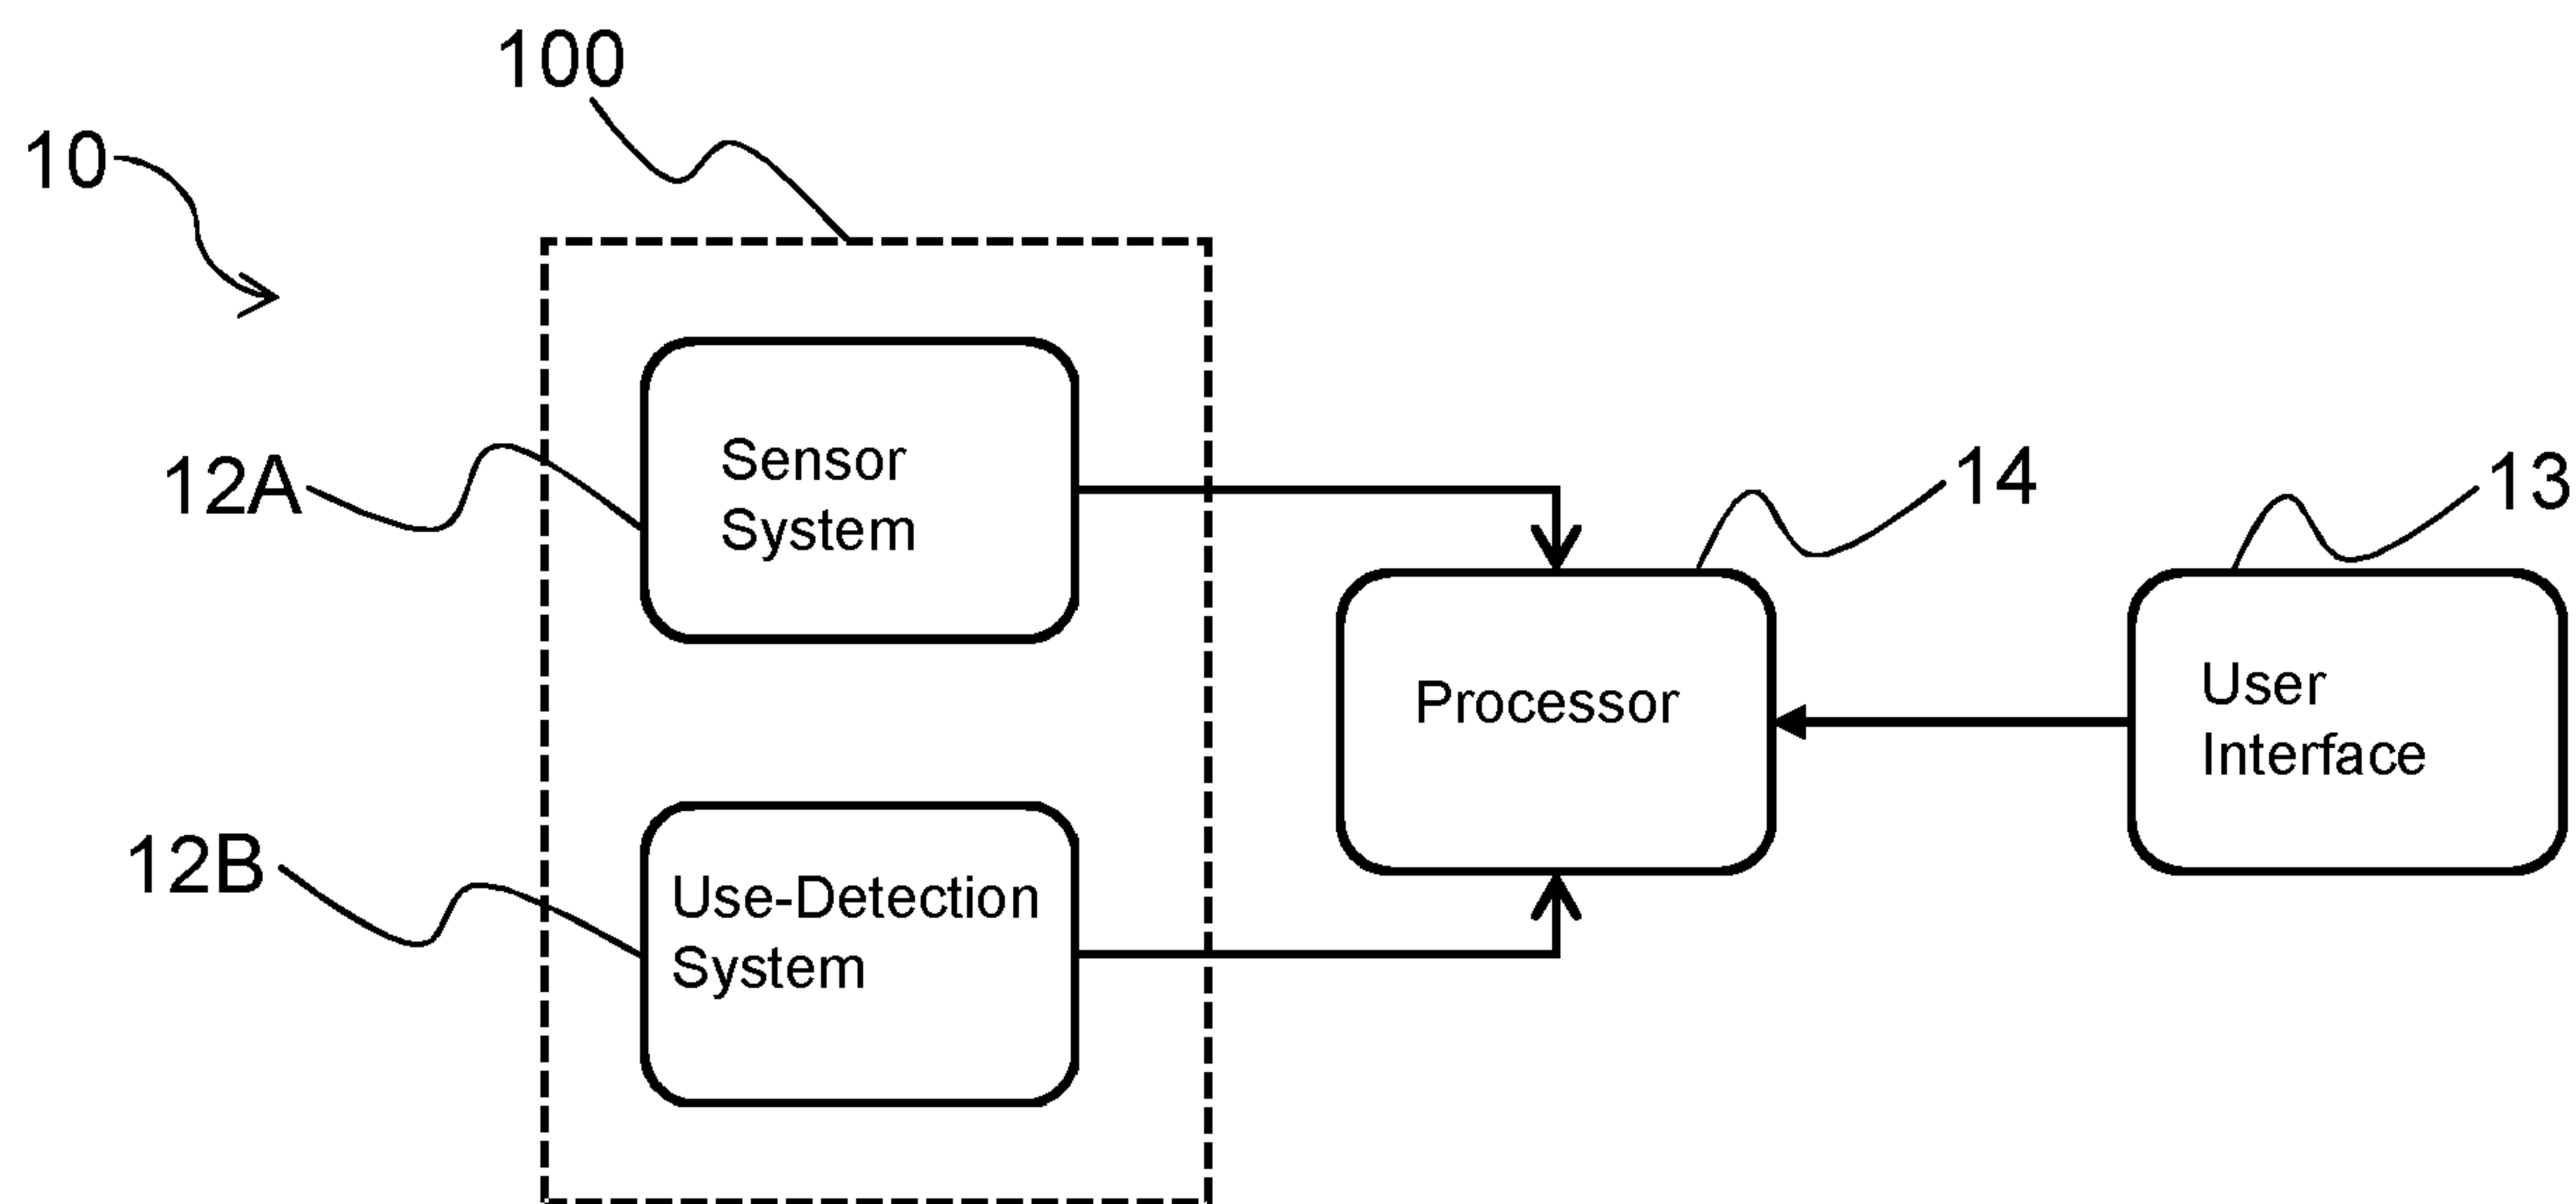 100
10
12A
Sensor
System
14
13
Processor
User
Interface
12B
Use-Detection
System